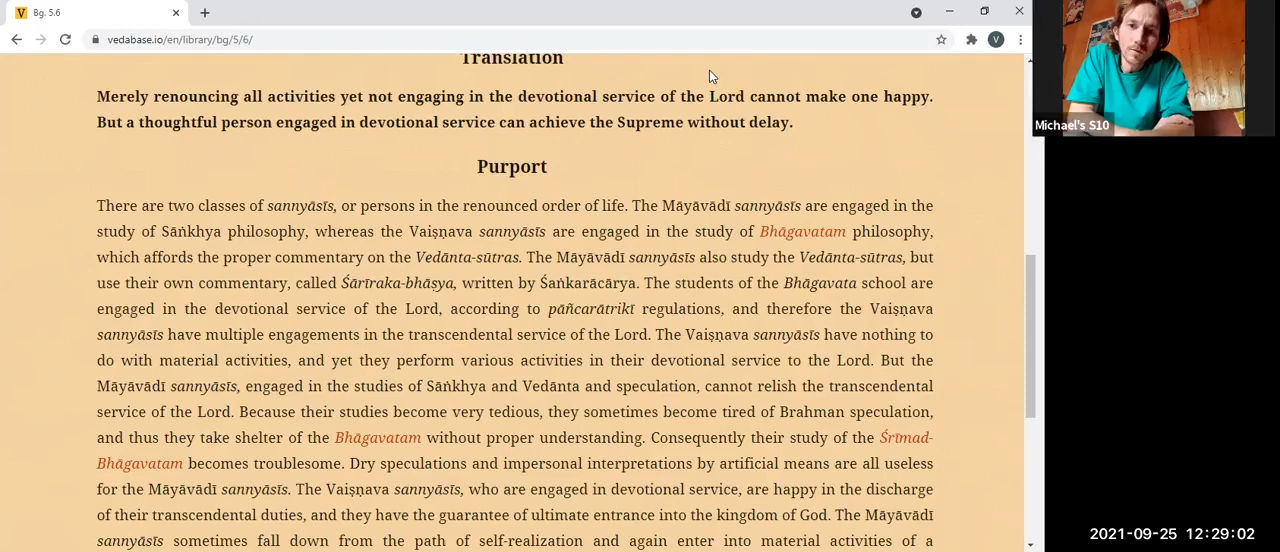 Bg. 5.6
vedabase.io/en/library/bg/5/6/
V
Translation
Merely renouncing all activities yet not engaging in the devotional service of the Lord cannot make one happy.
But a thoughtful person engaged in devotional service can achieve the Supreme without delay.
Purport
There are two classes of sannyāsīs, or persons in the renounced order of life. The Māyāvādī sannyāsīs are engaged in the
study of Sāṅkhya philosophy, whereas the Vaiṣṇava sannyāsīs are engaged in the study of Bhāgavatam philosophy,
which affords the proper commentary on the Vedānta-sūtras. The Māyāvādī sannyāsīs also study the Vedānta-sūtras, but
use their own commentary, called Śārīraka-bhāṣya, written by Śaṅkarācārya. The students of the Bhāgavata school are
engaged in the devotional service of the Lord, according to pāñcarātrikī regulations, and therefore the Vaiṣṇava
sannyāsīs have multiple engagements in the transcendental service of the Lord. The Vaiṣṇava sannyāsīs have nothing to
do with material activities, and yet they perform various activities in their devotional service to the Lord. But the
Māyāvādī sannyāsīs, engaged in the studies of Sāṅkhya and Vedānta and speculation, cannot relish the transcendental
service of the Lord. Because their studies become very tedious, they sometimes become tired of Brahman speculation,
and thus they take shelter of the Bhāgavatam without proper understanding. Consequently their study of the Śrīmad-
Bhāgavatam becomes troublesome. Dry speculations and impersonal interpretations by artificial means are all useless
for the Māyāvādī sannyāsīs. The Vaiṣṇava sannyāsīs, who are engaged in devotional service, are happy in the discharge
of their transcendental duties, and they have the guarantee of ultimate entrance into the kingdom of God. The Māyāvādī
sannyāsīs sometimes fall down from the path of self-realization and again enter into material activities of a
Michael's S10
2021-09-25 12:29:02